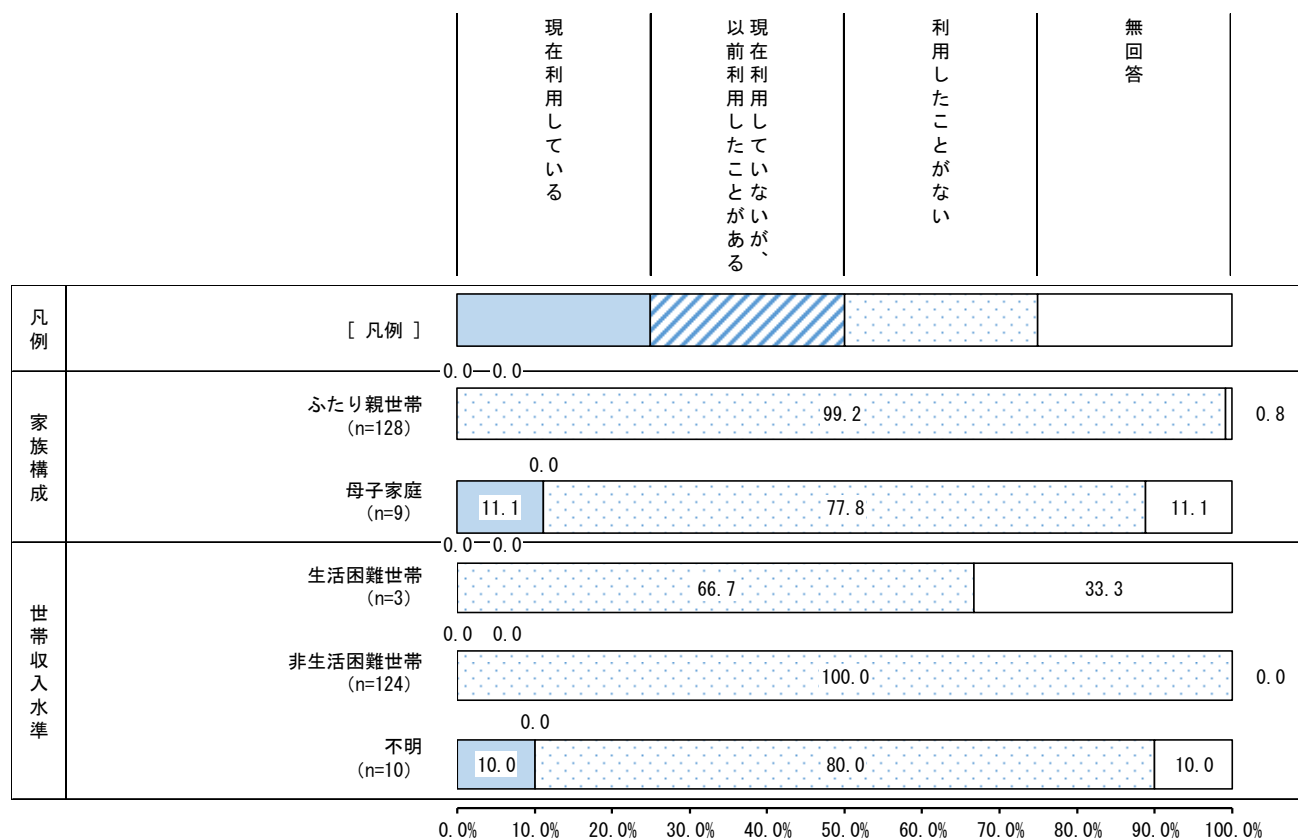 現在利用している
現在利用していないが、
以前利用したことがある
利用したことがない
無回答
凡例
[ 凡例 ]
家族構成
0.0 0.0
ふたり親世帯
(n=128)
99.2
0.8
0.0
母子家庭
(n=9)
11.1
77.8
11.1
世帯収入水準
0.0 0.0
生活困難世帯
(n=3)
66.7
33.3
0.0 0.0
非生活困難世帯
(n=124)
100.0
0.0
0.0
不明
(n=10)
10.0
80.0
10.0
0.0% 10.0% 20.0% 30.0% 40.0% 50.0% 60.0% 70.0% 80.0% 90.0% 100.0%